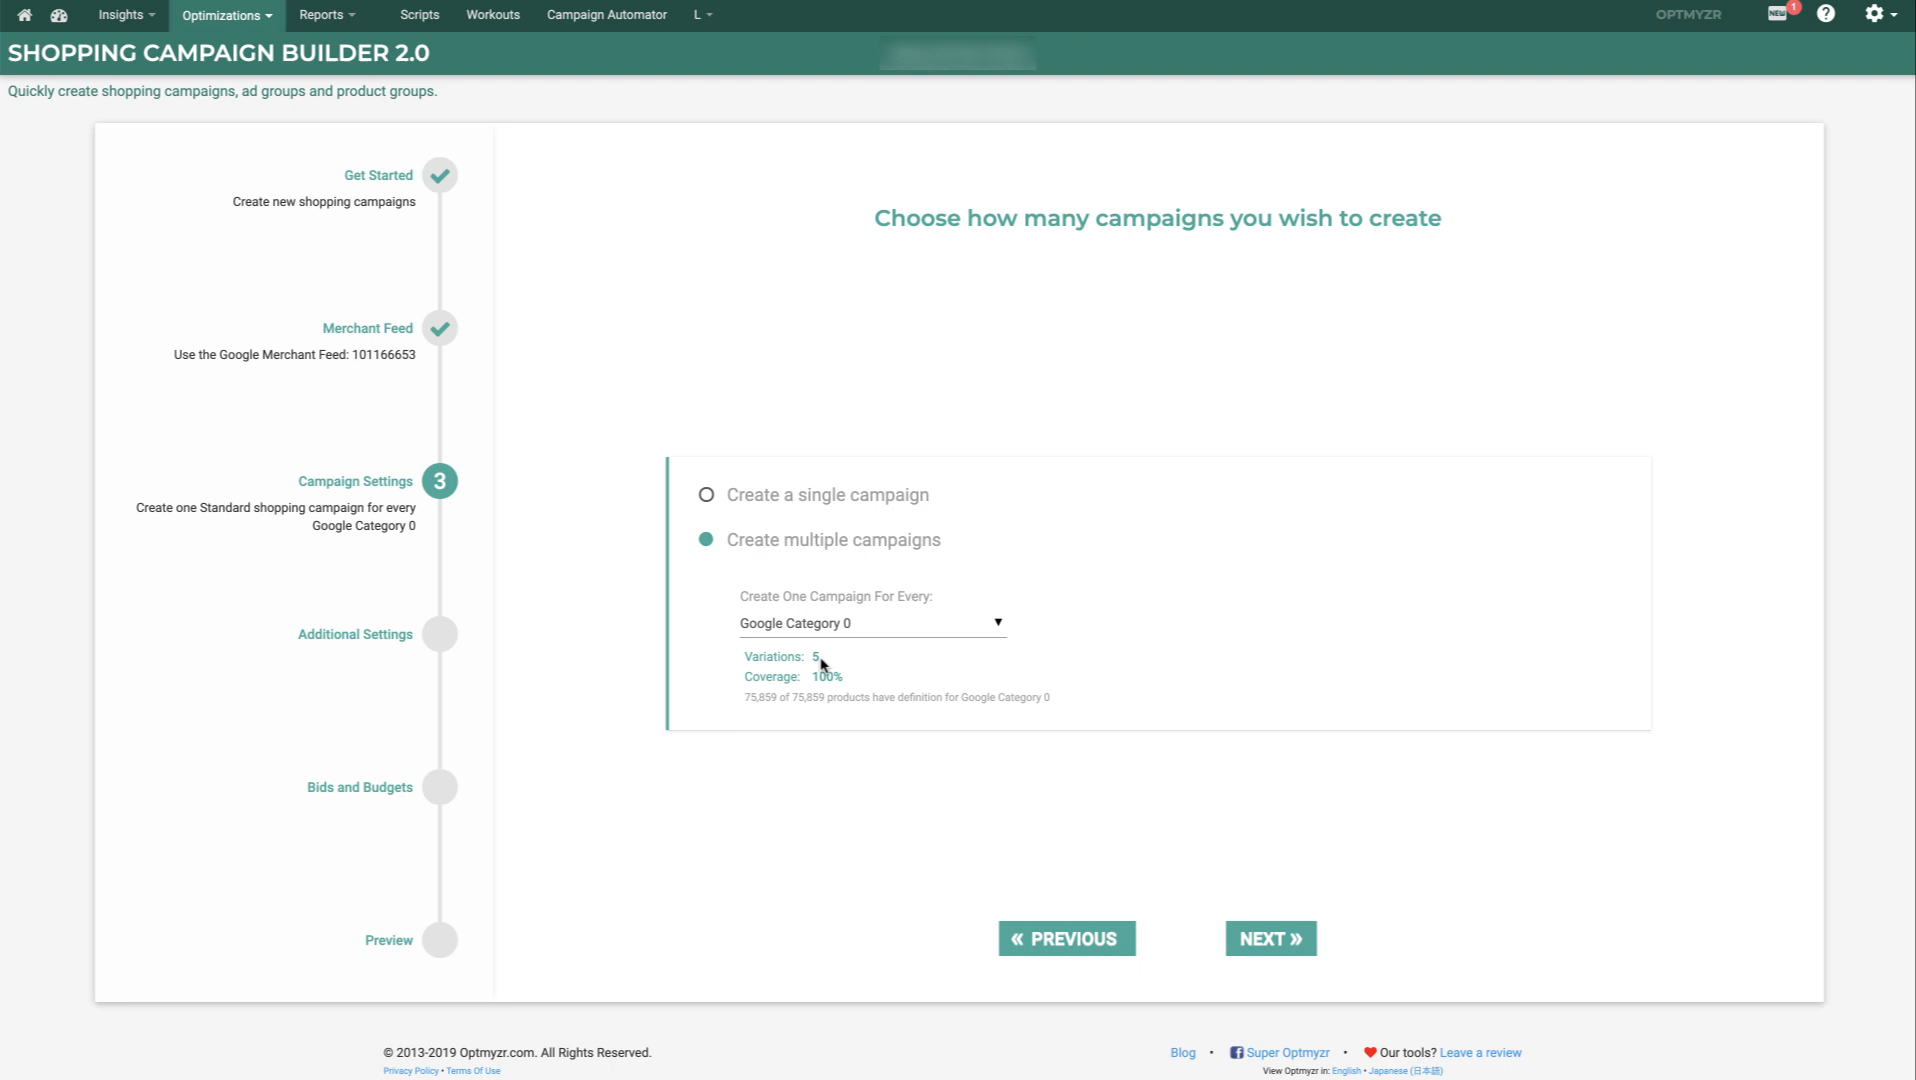 Insights
Optimizations
Reports
Scripts
Workouts
Campaign Automator
L
OPTMYZR
NEW
1
?
SHOPPING CAMPAIGN BUILDER 2.0
Quickly create shopping campaigns, ad groups and product groups.
Get Started
Create new shopping campaigns
Merchant Feed
Use the Google Merchant Feed: 101166653
Campaign Settings
3
Create one Standard shopping campaign for every
Google Category 0
Additional Settings
Bids and Budgets
Preview
Choose how many campaigns you wish to create
Create a single campaign
Create multiple campaigns
Create One Campaign For Every:
Google Category 0
Variations: 5
Coverage: 100%
75,859 of 75,859 products have definition for Google Category 0
« PREVIOUS
NEXT »
© 2013-2019 Optmyzr.com. All Rights Reserved.
Privacy Policy • Terms Of Use
Blog • Super Optmyzr • Our tools? Leave a review
View Optmyzr in: English • Japanese (日本語)